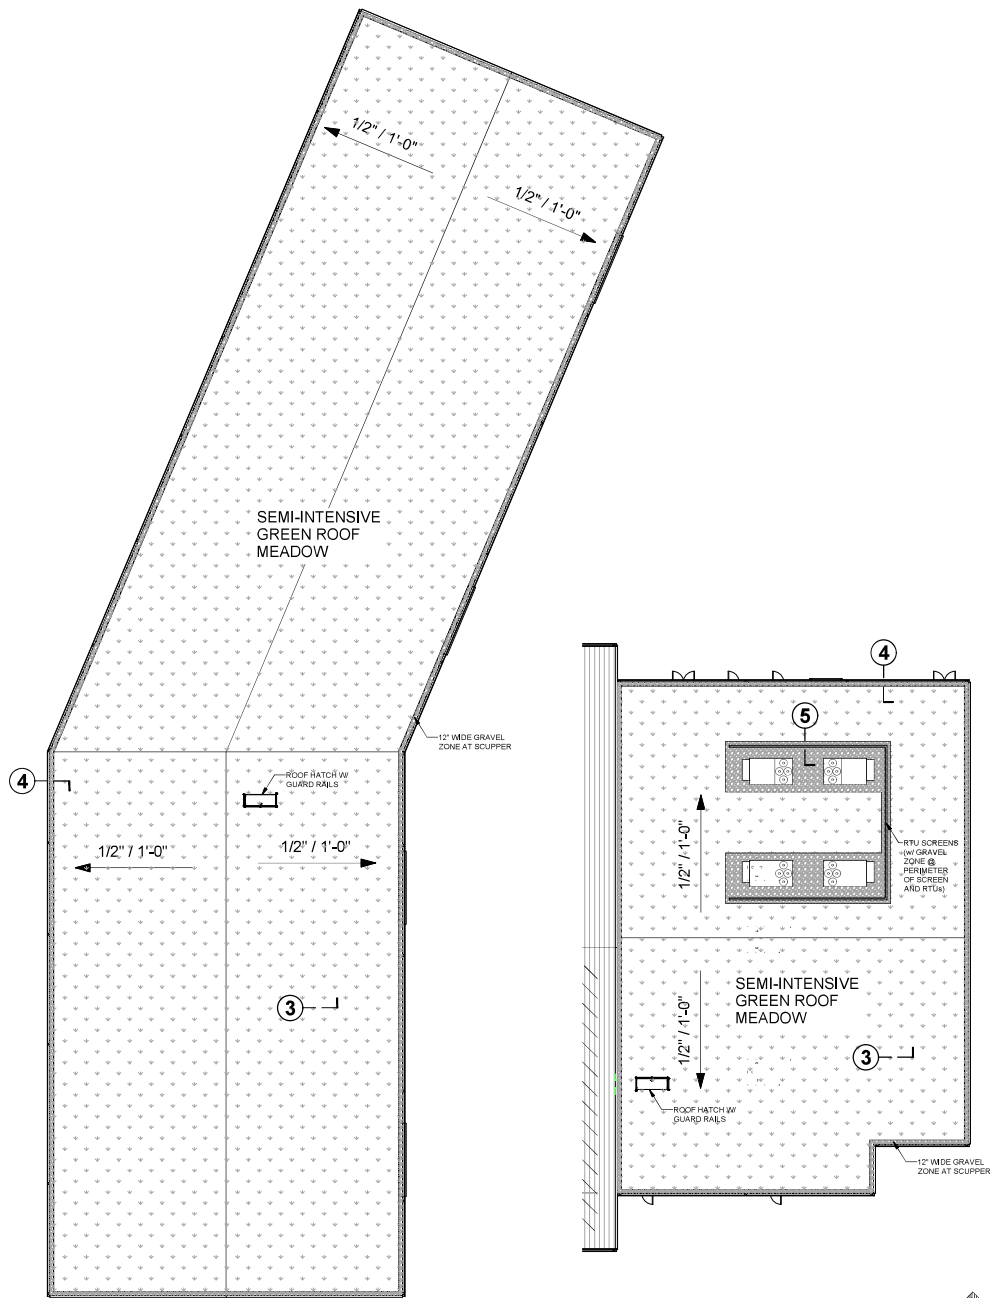 1/2" / 1'-0"
1/2" / 1'-0"
SEMI-INTENSIVE
GREEN ROOF
MEADOW
12" WIDE GRAVEL
ZONE AT SCUPPER
4
ROOF HATCH W/
GUARD RAILS
1/2" / 1'-0"
1/2" / 1'-0"
3
4
5
1/2" / 1'-0"
RTU SCREENS
(w/ GRAVEL
ZONE @
PERIMETER
OF SCREEN
AND RTUs)
1/2" / 1'-0"
SEMI-INTENSIVE
GREEN ROOF
MEADOW
3
ROOF HATCH W/
GUARD RAILS
12" WIDE GRAVEL
ZONE AT SCUPPER